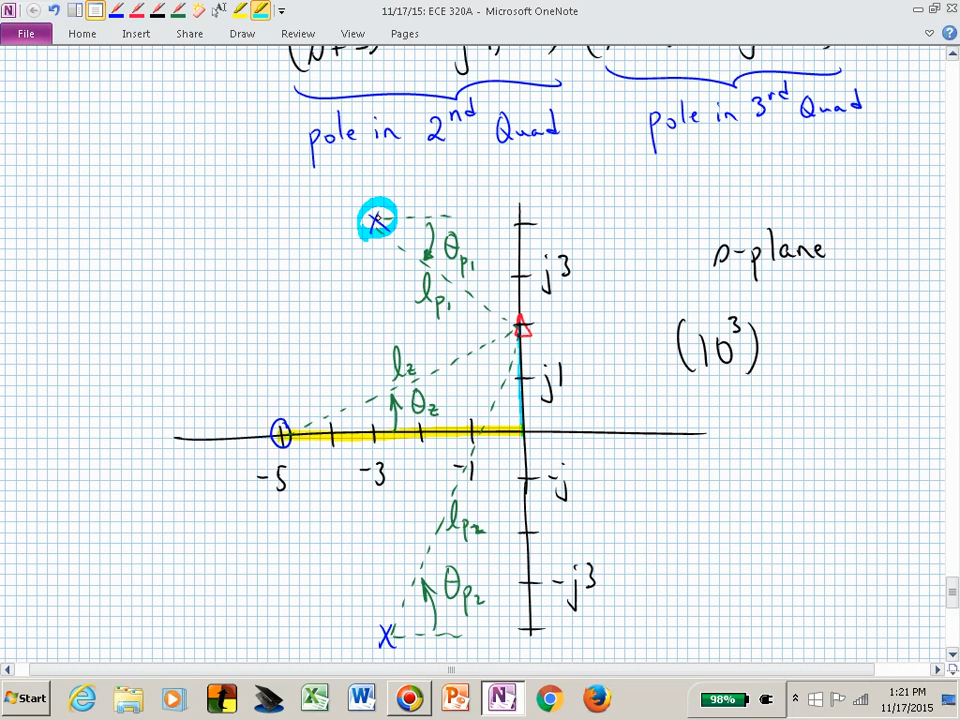 11/17/15: ECE 320A - Microsoft OneNote
File Home Insert Share Draw Review View Pages
pole in 2nd Quad
pole in 3rd Quad
θp1
lp1
j3
s-plane
(10³)
lz
θz
j1
-5
-3
-1
-j
lp2
θp2
-j3
Start
98%
1:21 PM
11/17/2015